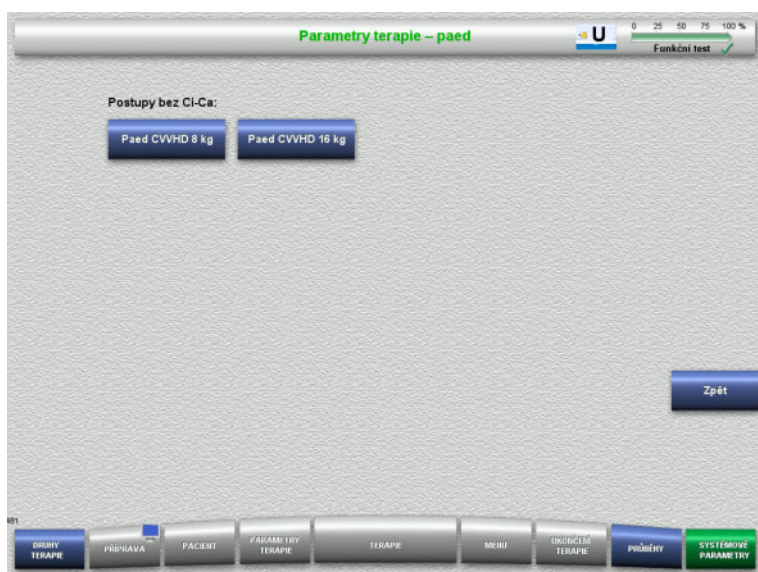 Parametry terapie – paed
U
0 25 50 75 100 %
Funkční test
Postupy bez Ci-Ca:
Paed CVVHD 8 kg
Paed CVVHD 16 kg
Zpět
481
DRUHY
TERAPIE
PŘÍPRAVA
PACIENT
PARAMETRY
TERAPIE
TERAPIE
MENU
UKONČENÍ
TERAPIE
PRŮBĚHY
SYSTÉMOVÉ
PARAMETRY